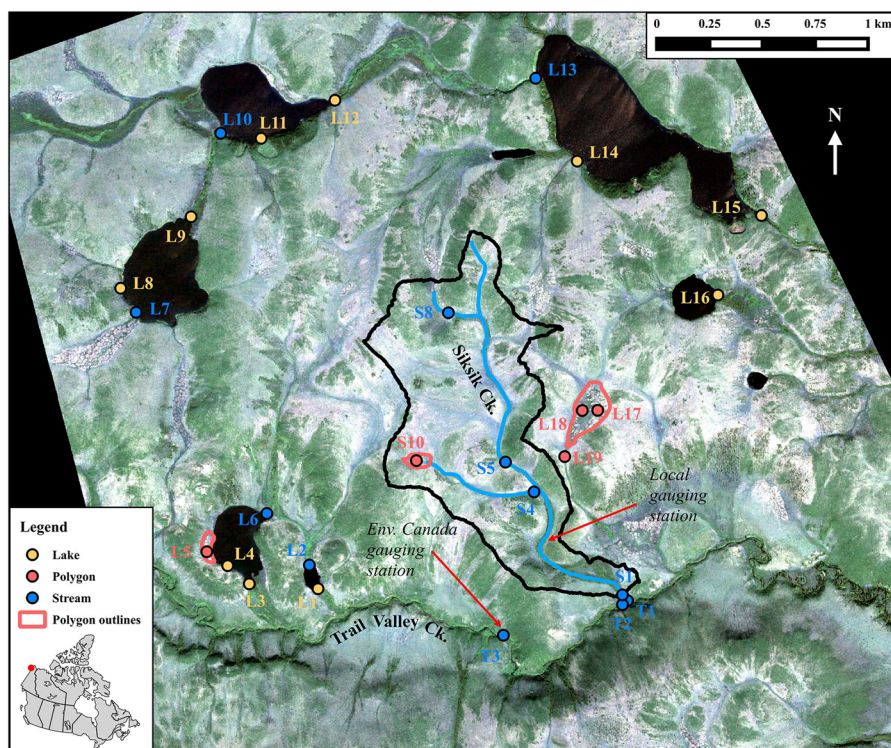 0 0.25 0.5 0.75 1 km
N
L13
L10
L11
L12
L14
L9
L15
L8
L7
L16
S8
Siksik Ck.
L18
L17
S10
L19
S5
S4
Local
gauging
station
Env. Canada
gauging
station
L6
L5
L4
L2
L3
L1
S1
T1
T2
T3
Trail Valley Ck.
Legend
Lake
Polygon
Stream
Polygon outlines